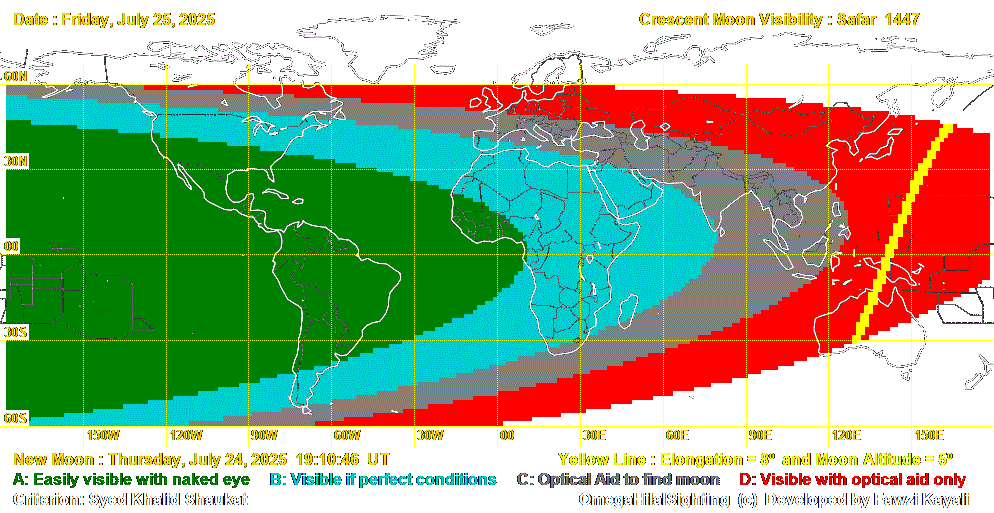 Date : Friday, July 25, 2025 Crescent Moon Visibility : Safar 1447
60N
30N
00
30S
60S
150W 120W 90W 60W 30W 00 30E 60E 90E 120E 150E
New Moon : Thursday, July 24, 2025 19:10:46 UT Yellow Line : Elongation = 8° and Moon Altitude = 5°
A: Easily visible with naked eye B: Visible if perfect conditions C: Optical Aid to find moon D: Visible with optical aid only
Criterion: Syed Khalid Shaukat OmegaHilalSighting (c) Developed by Fawzi Kayali